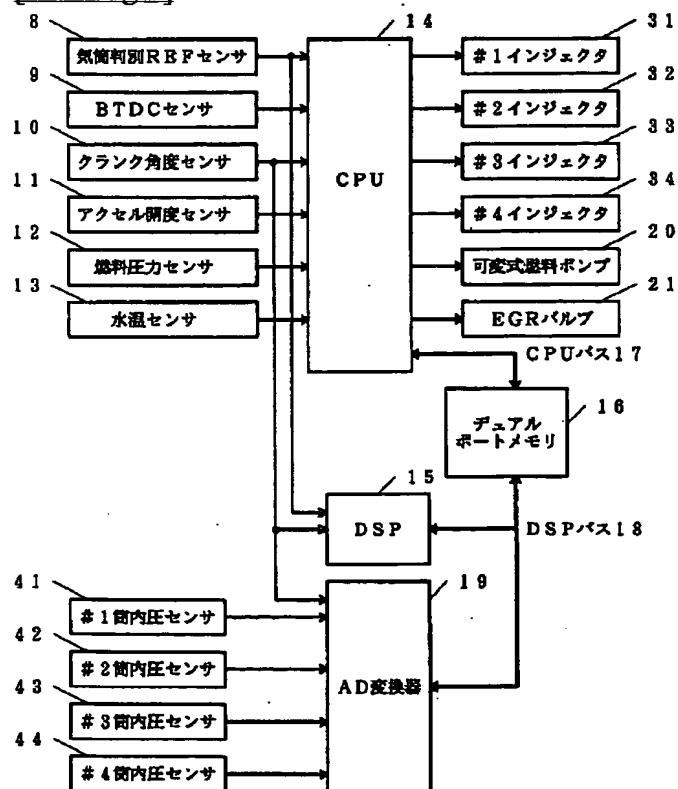 8
気筒判別REFセンサ
9
BTDCセンサ
10
クランク角度センサ
11
アクセル開度センサ
12
燃料圧力センサ
13
水温センサ
14
CPU
31
#1インジェクタ
32
#2インジェクタ
33
#3インジェクタ
34
#4インジェクタ
20
可変式燃料ポンプ
21
EGRバルブ
CPUバス17
16
デュアル
ポートメモリ
15
DSP
DSPバス18
41
#1筒内圧センサ
42
#2筒内圧センサ
43
#3筒内圧センサ
44
#4筒内圧センサ
19
AD変換器